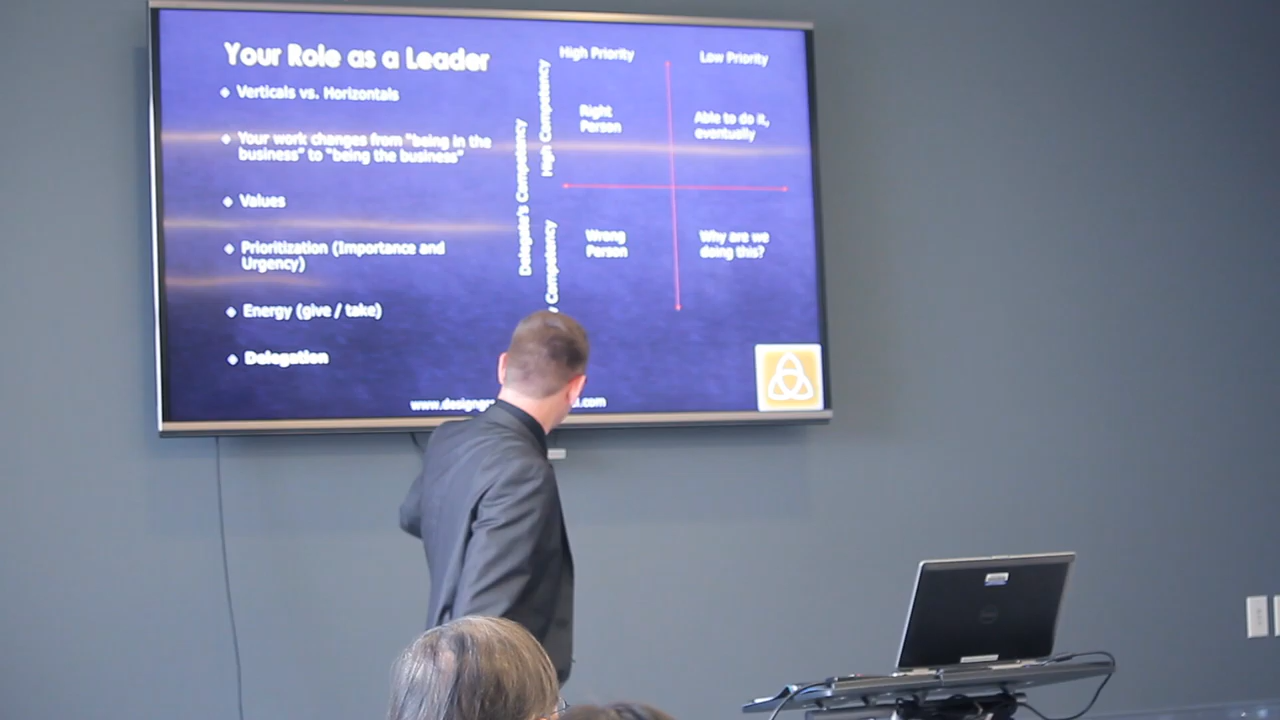 Your Role as a Leader
Verticals vs. Horizontals
Your work changes from "being in the
business" to "being the business"
Values
Prioritization (Importance and
Urgency)
Energy (give / take)
Delegation
High Priority
Low Priority
Delegate's Competency
High Competency
Competency
Right
Person
Able to do it,
eventually
Wrong
Person
Why are we
doing this?